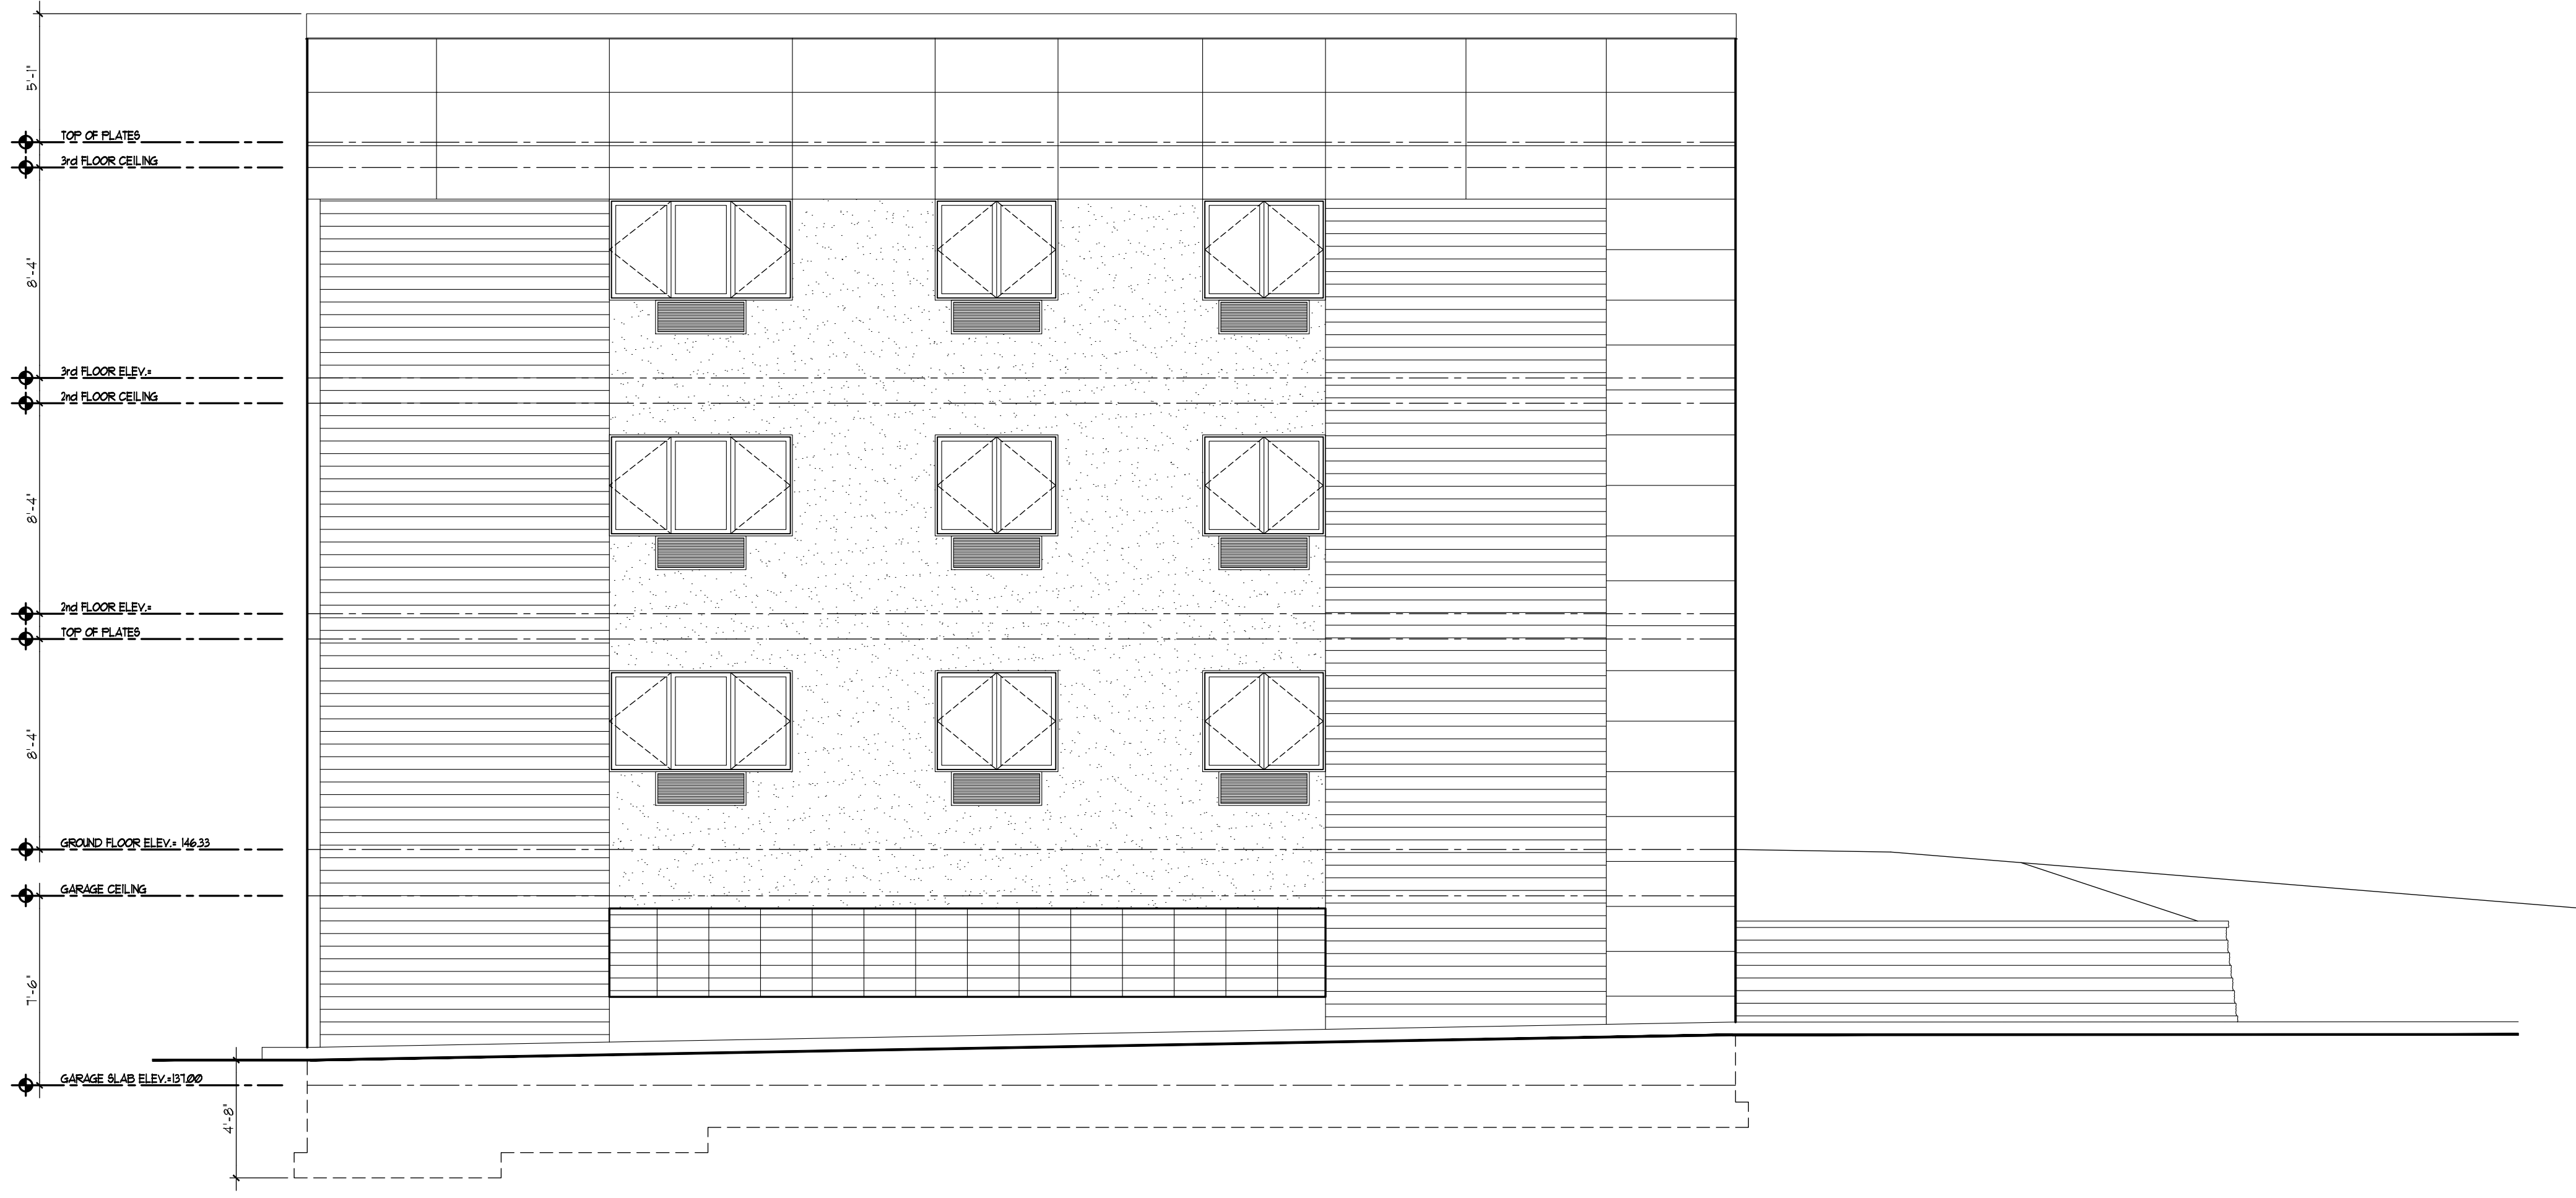 5'-1"
TOP OF PLATES
3rd FLOOR CEILING
8'-4"
3rd FLOOR ELEV.=
2nd FLOOR CEILING
8'-4"
2nd FLOOR ELEV.=
TOP OF PLATES
8'-4"
GROUND FLOOR ELEV.= 146.33
GARAGE CEILING
7'-6"
GARAGE SLAB ELEV.=137.00
4'-8"